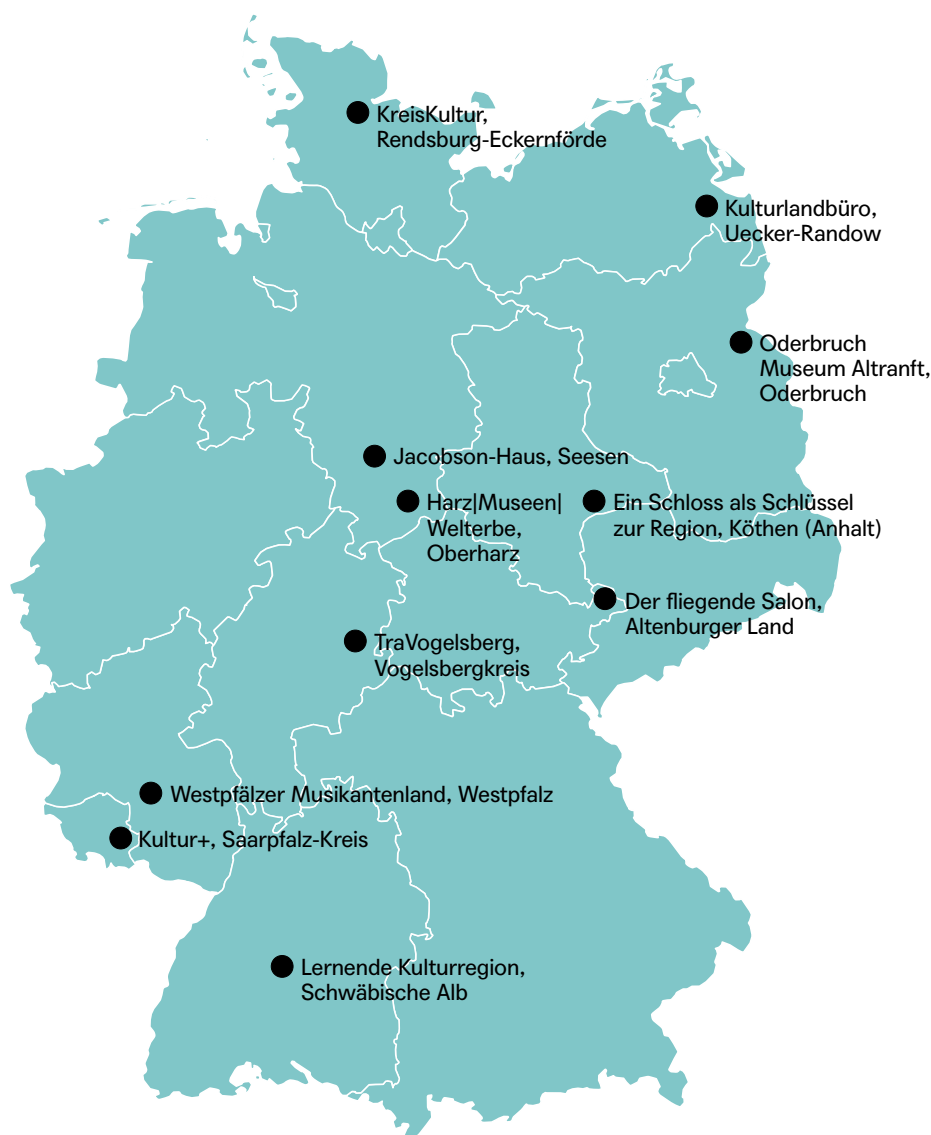 KreisKultur,
Rendsburg-Eckernförde
Kulturlandbüro,
Uecker-Randow
Oderbruch
Museum Altranft,
Oderbruch
Jacobson-Haus, Seesen
Harz|Museen|
Welterbe,
Oberharz
Ein Schloss als Schlüssel
zur Region, Köthen (Anhalt)
Der fliegende Salon,
Altenburger Land
TraVogelsberg,
Vogelsbergkreis
Westpfälzer Musikantenland, Westpfalz
Kultur+, Saarpfalz-Kreis
Lernende Kulturregion,
Schwäbische Alb